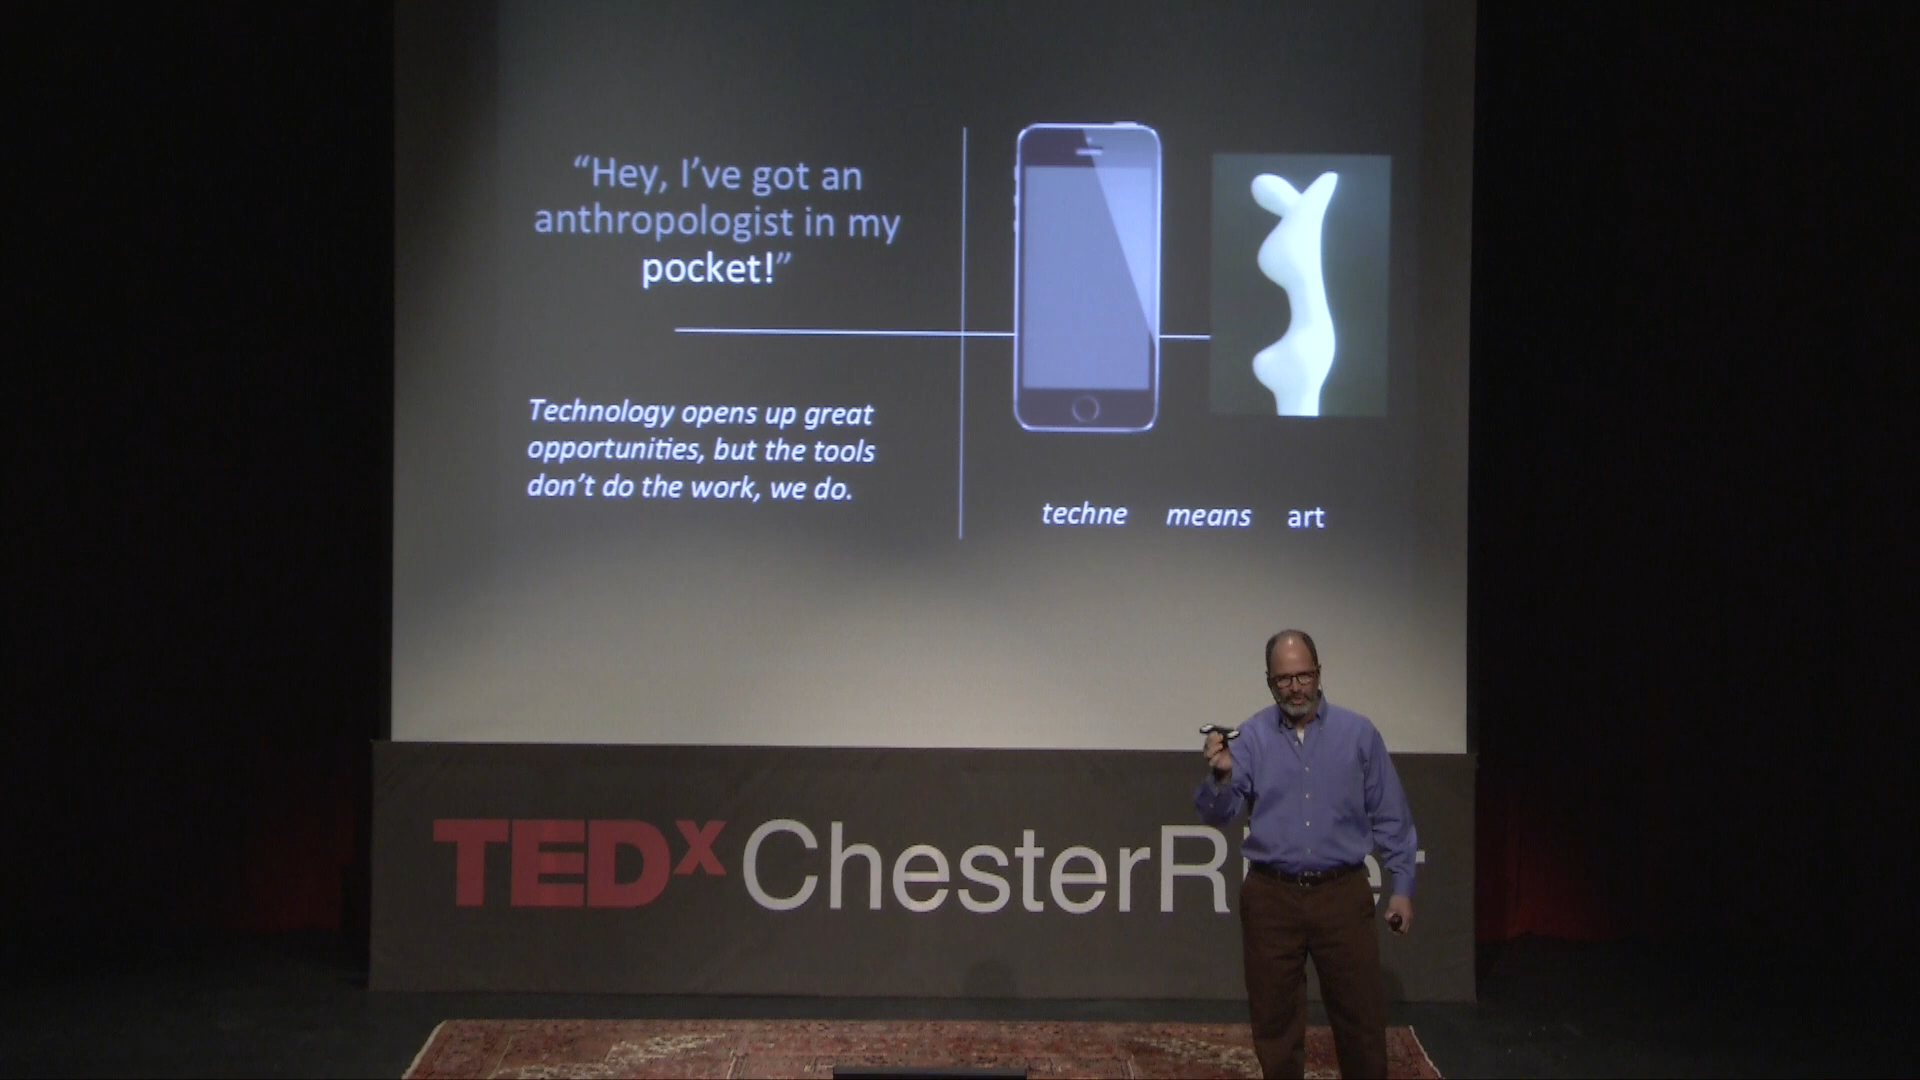 “Hey, I’ve got an
anthropologist in my
pocket!”
Technology opens up great
opportunities, but the tools
don’t do the work, we do.
techne means art
TEDx ChesterR